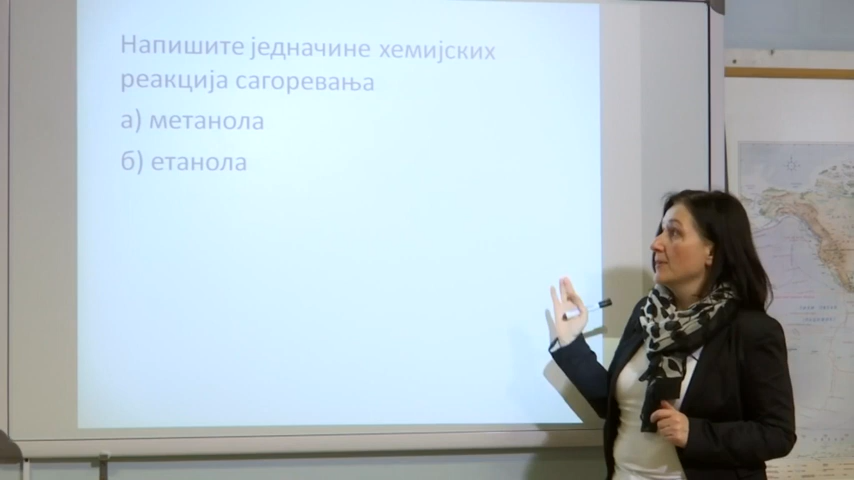 Напишите једначине хемијских
реакција сагоревања
а) метанола
б) етанола